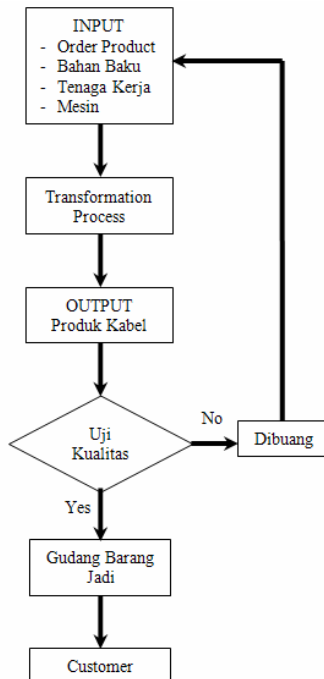 INPUT
- Order Product
- Bahan Baku
- Tenaga Kerja
- Mesin
Transformation
Process
OUTPUT
Produk Kabel
Uji
Kualitas
No
Dibuang
Yes
Gudang Barang
Jadi
Customer